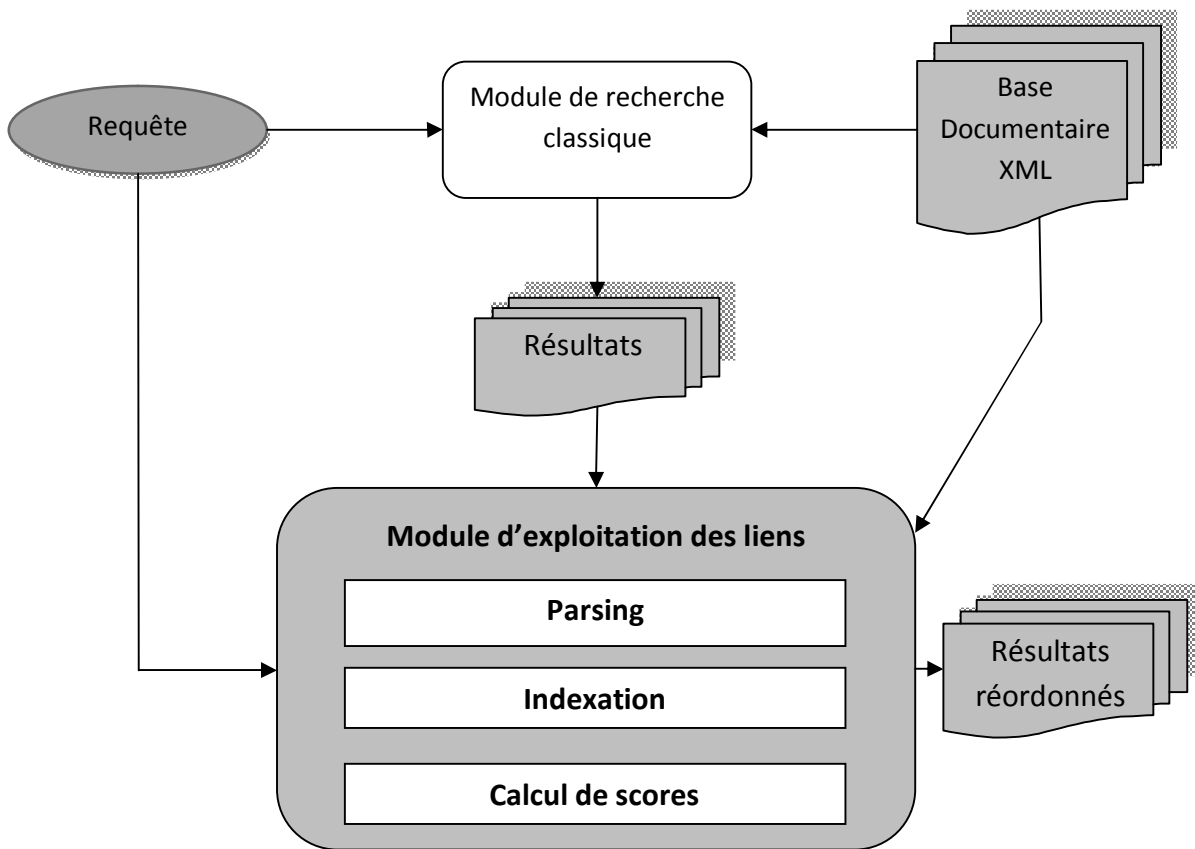 Requête
Module de recherche
classique
Base
Documentaire
XML
Résultats
Module d’exploitation des liens
Parsing
Indexation
Calcul de scores
Résultats
réordonnés